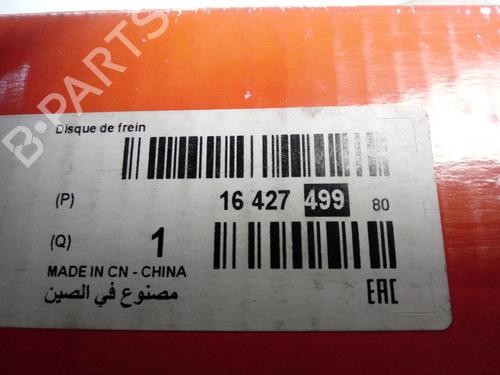 B-PARTS
Disque de frein
(P) 16 427 499 80
(Q) 1
MADE IN CN - CHINA
مصنوع في الصين
EAC